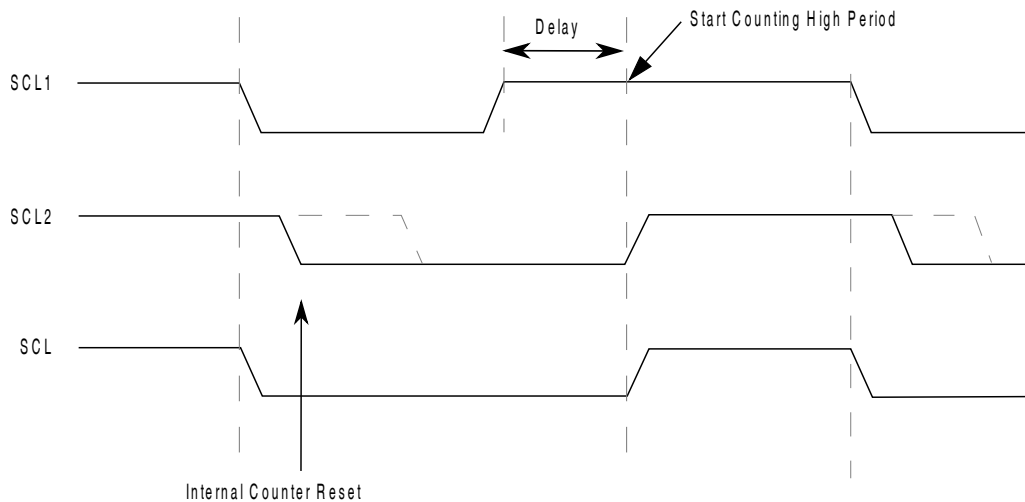 Start Counting High Period
Delay
SCL1
SCL2
SCL
Internal Counter Reset